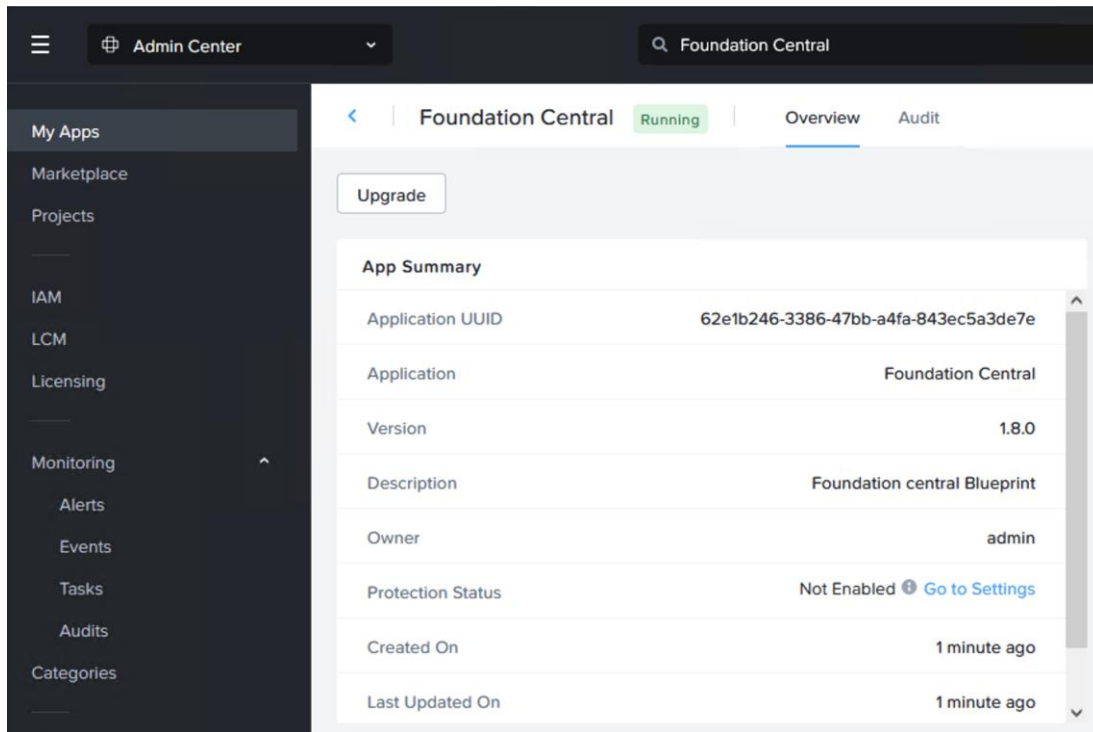 Admin Center
Foundation Central
My Apps
Marketplace
Projects
IAM
LCM
Licensing
Monitoring
Alerts
Events
Tasks
Audits
Categories
Foundation Central Running Overview Audit
Upgrade
App Summary
Application UUID 62e1b246-3386-47bb-a4fa-843ec5a3de7e
Application Foundation Central
Version 1.8.0
Description Foundation central Blueprint
Owner admin
Protection Status Not Enabled Go to Settings
Created On 1 minute ago
Last Updated On 1 minute ago